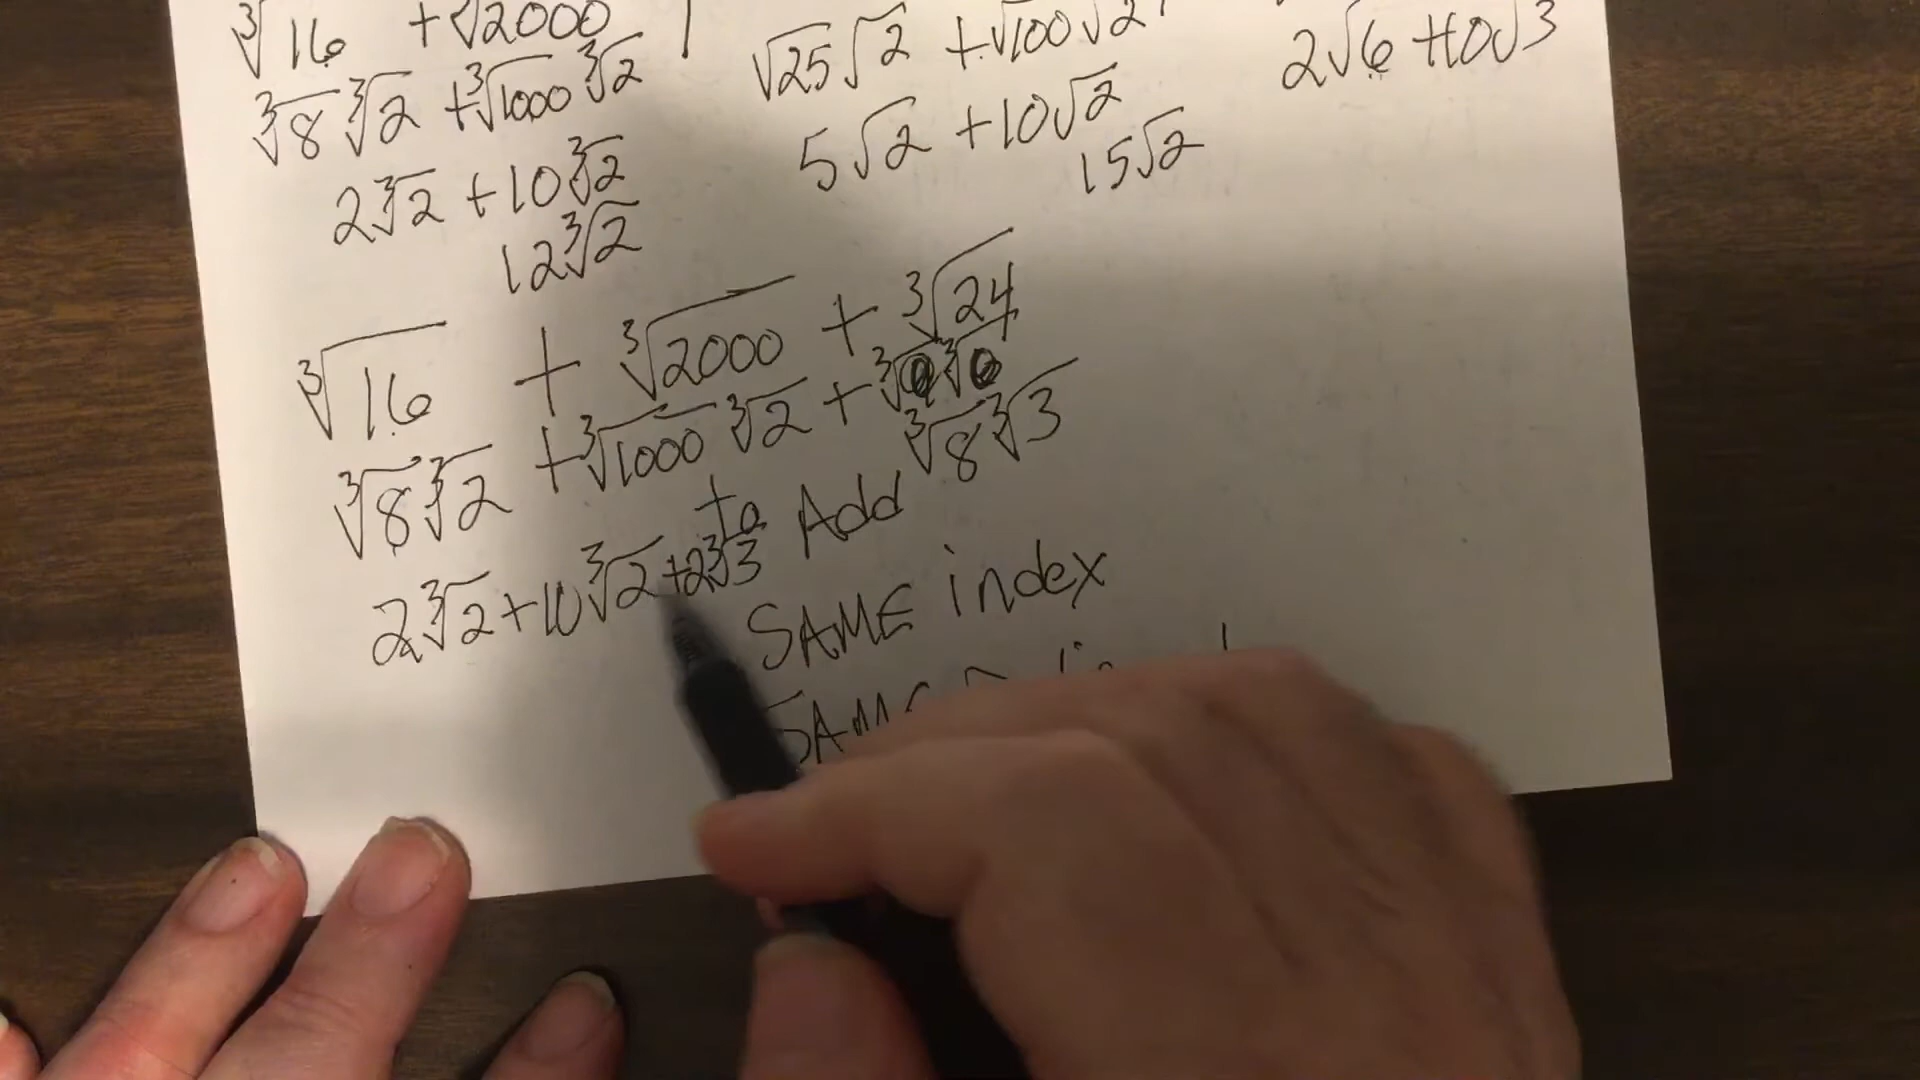 ∛16 + ∛2000
∛8 ∛2 + ∛1000 ∛2
2∛2 + 10∛2
12∛2
√25 √2 + √100 √2
5√2 + 10√2
15√2
2√6 + 10√3
∛16 + ∛2000 + ∛24
∛8 ∛2 + ∛1000 ∛2 +
∛8 ∛3
2∛2 + 10∛2 + 2∛3
to Add
SAME index
SAME